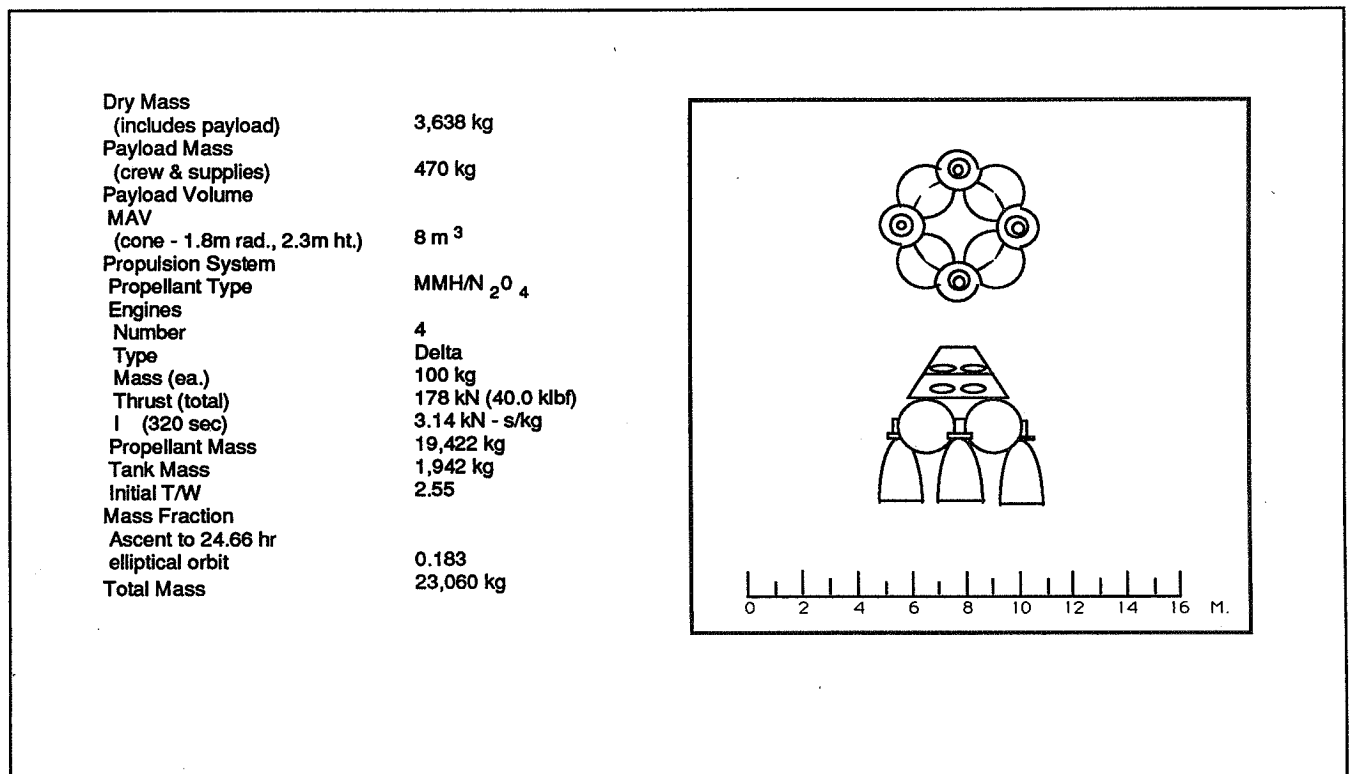 Dry Mass
(includes payload) 3,638 kg
Payload Mass
(crew & supplies) 470 kg
Payload Volume
MAV
(cone - 1.8m rad., 2.3m ht.) 8 m 3
Propulsion System
Propellant Type MMH/N 2 0 4
Engines
Number 4
Type Delta
Mass (ea.) 100 kg
Thrust (total) 178 kN (40.0 klbf)
I (320 sec) 3.14 kN - s/kg
Propellant Mass 19,422 kg
Tank Mass 1,942 kg
Initial T/W 2.55
Mass Fraction
Ascent to 24.66 hr
elliptical orbit 0.183
Total Mass 23,060 kg
0 2 4 6 8 10 12 14 16 M.